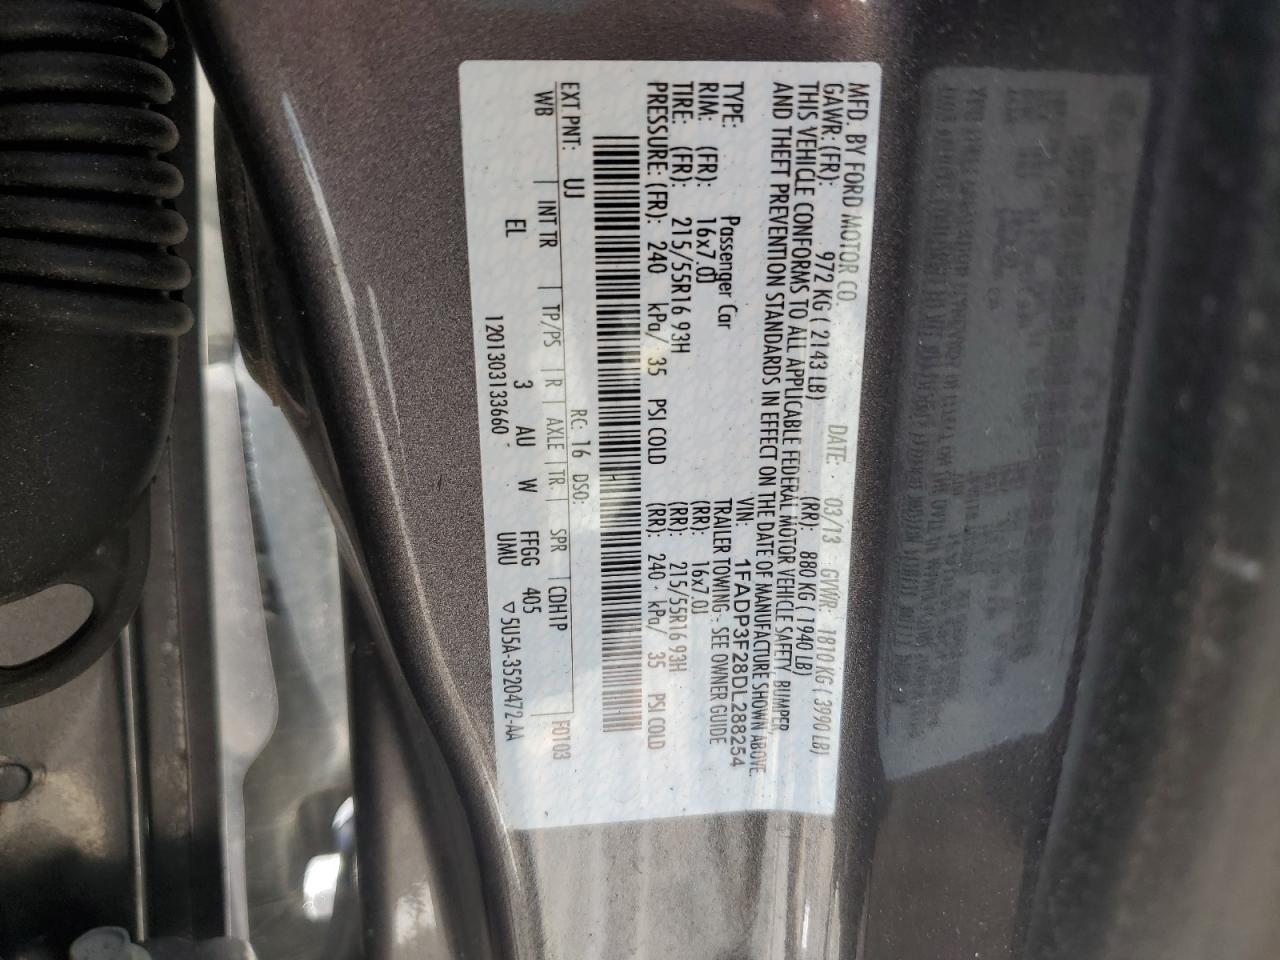 MFD. BY FORD MOTOR CO.
DATE: 03/13 GVWR: 1810 KG ( 3990 LB)
GAWR: (FR): 972 KG ( 2143 LB) (RR): 880 KG ( 1940 LB)
THIS VEHICLE CONFORMS TO ALL APPLICABLE FEDERAL MOTOR VEHICLE SAFETY, BUMPER,
AND THEFT PREVENTION STANDARDS IN EFFECT ON THE DATE OF MANUFACTURE SHOWN ABOVE.
VIN: 1FADP3F28DL288254
TYPE: Passenger Car TRAILER TOWING - SEE OWNER GUIDE
RIM: (FR): 16x7.0J (RR): 16x7.0J
TIRE: (FR): 215/55R16 93H (RR): 215/55R16 93H
PRESSURE: (FR): 240 kPa/ 35 PSI COLD (RR): 240 kPa/ 35 PSI COLD
EXT PNT: UJ RC: 16 DSO: F0103
WB | INT TR | TP/PS | R | AXLE | TR | SPR | CDH1P
EL 3 AU W FFGG 405
120130313366​0 UMU ▽ 5U5A-3520472-AA